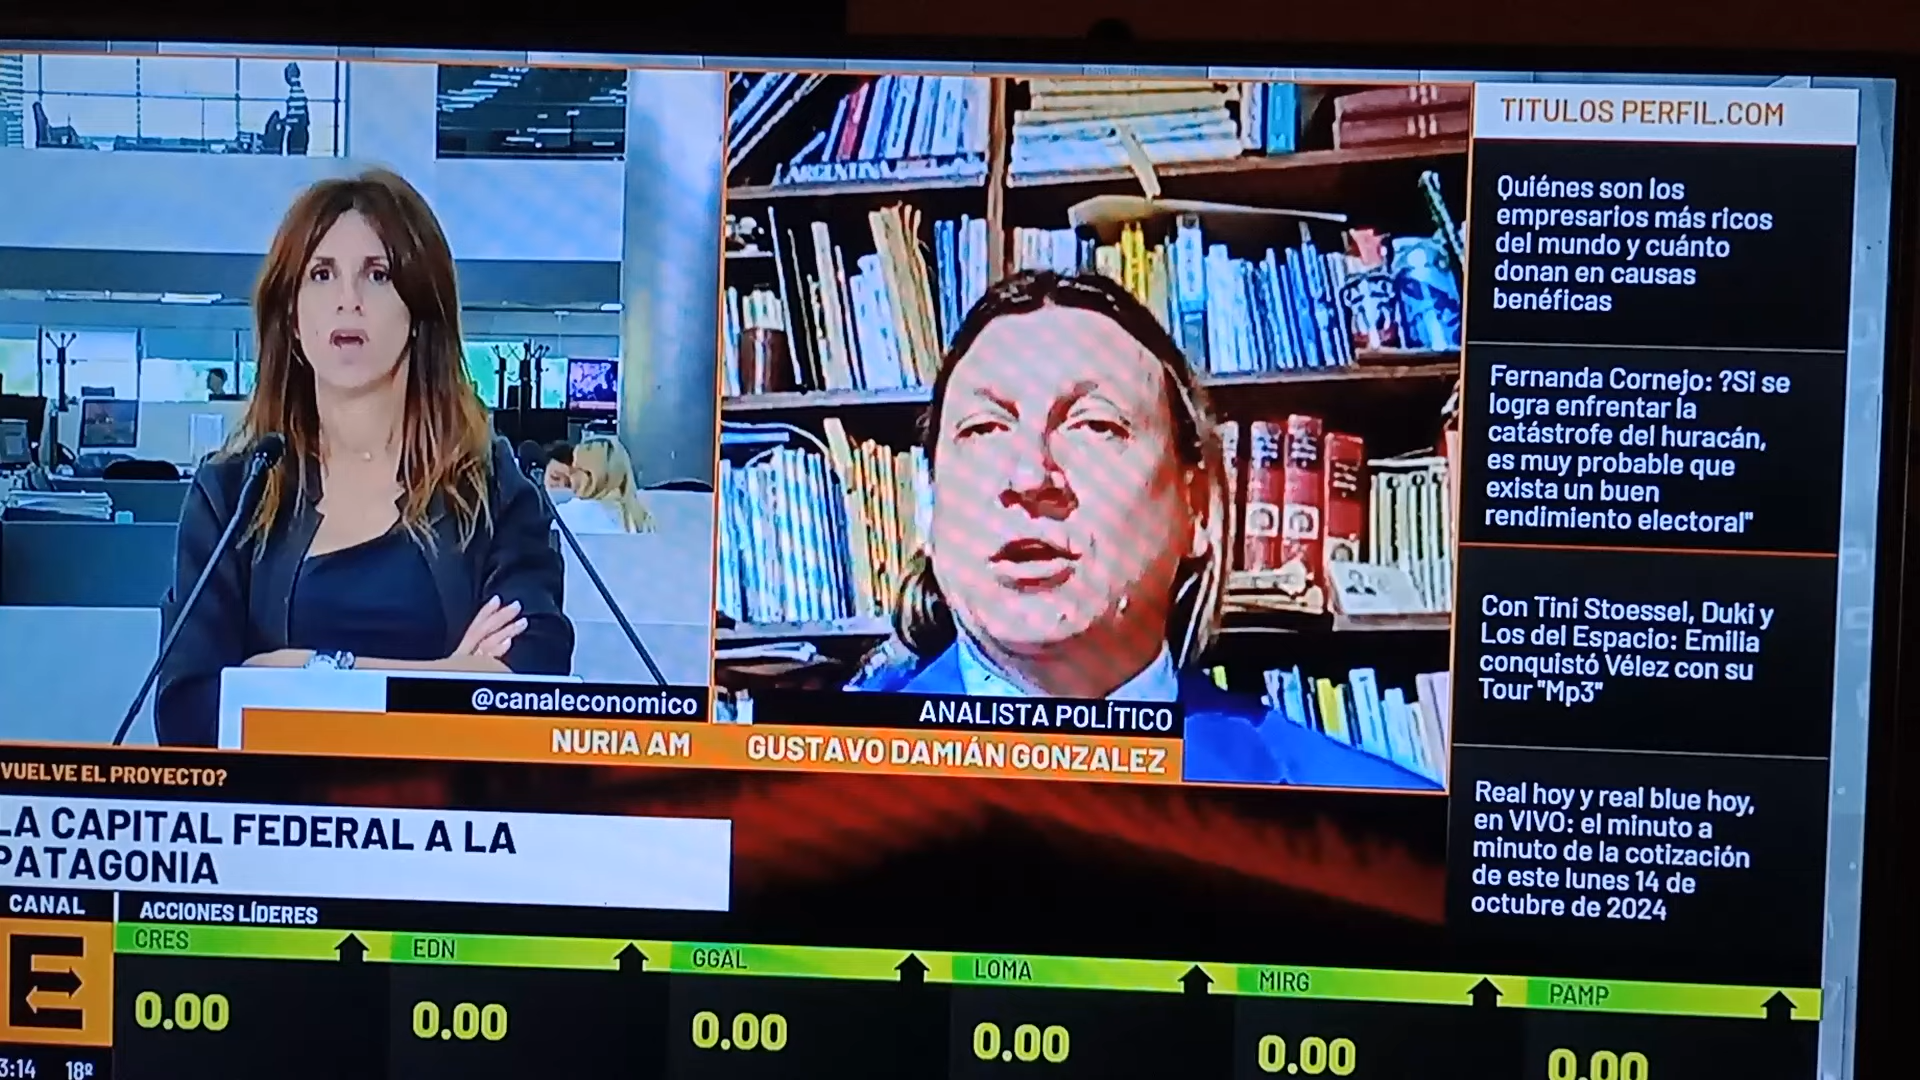 ARGENTINA
@canaleconomico
NURIA AM
ANALISTA POLÍTICO
GUSTAVO DAMIÁN GONZALEZ
TITULOS PERFIL.COM
Quiénes son los
empresarios más ricos
del mundo y cuánto
donan en causas
benéficas
Fernanda Cornejo: ?Si se
logra enfrentar la
catástrofe del huracán,
es muy probable que
exista un buen
rendimiento electoral"
Con Tini Stoessel, Duki y
Los del Espacio: Emilia
conquistó Vélez con su
Tour "Mp3"
Real hoy y real blue hoy,
en VIVO: el minuto a
minuto de la cotización
de este lunes 14 de
octubre de 2024
VUELVE EL PROYECTO?
LA CAPITAL FEDERAL A LA
PATAGONIA
CANAL
E
ACCIONES LÍDERES
CRES
EDN
GGAL
LOMA
MIRG
PAMP
0.00
0.00
0.00
0.00
0.00
0.00
3:14 18º